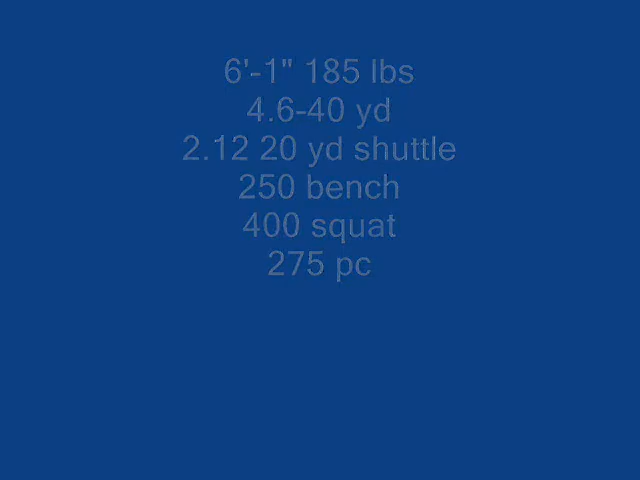 6'-1" 185 lbs
4.6-40 yd
2.12 20 yd shuttle
250 bench
400 squat
275 pc